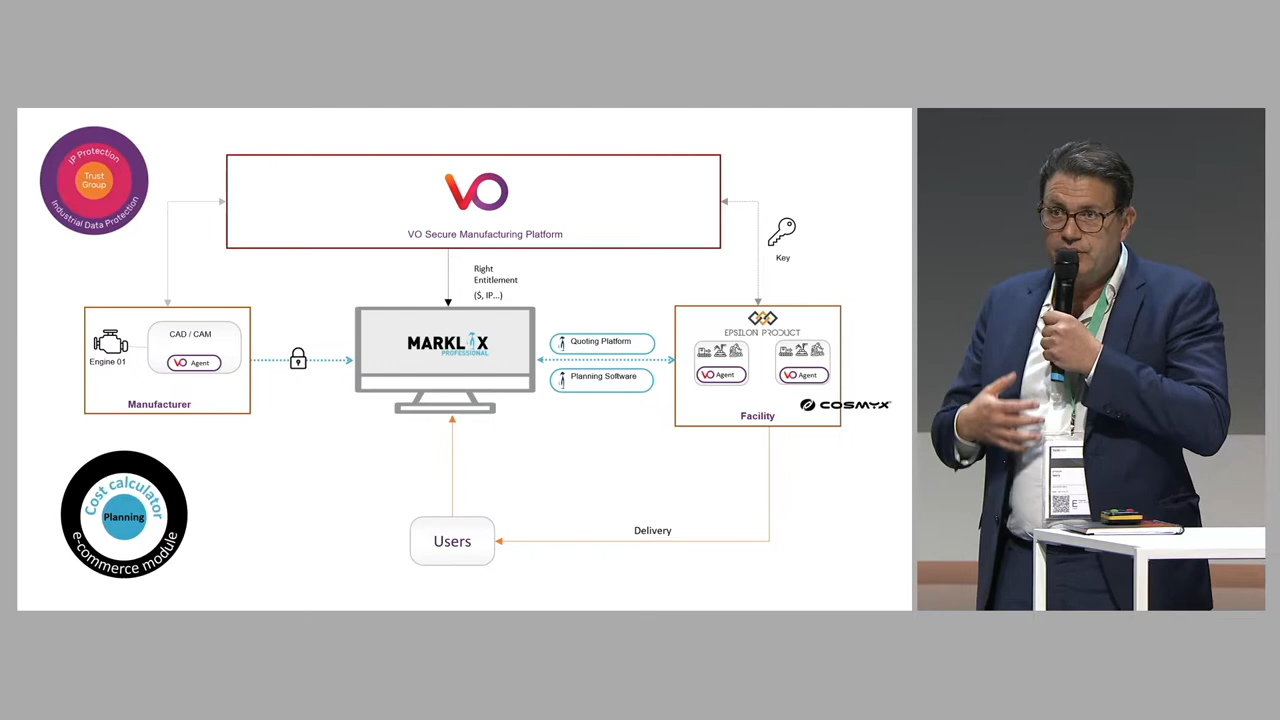 IP Protection
Trust
Group
Industrial Data Protection
VO
VO Secure Manufacturing Platform
Key
Right
Entitlement
($, IP...)
CAD / CAM
Engine 01
VO Agent
Manufacturer
MARKLIX
PROFESSIONAL
Quoting Platform
Planning Software
EPSILON PRODUCT
VO Agent
VO Agent
COSMYX
Facility
Cost calculator
Planning
e-commerce module
Users
Delivery